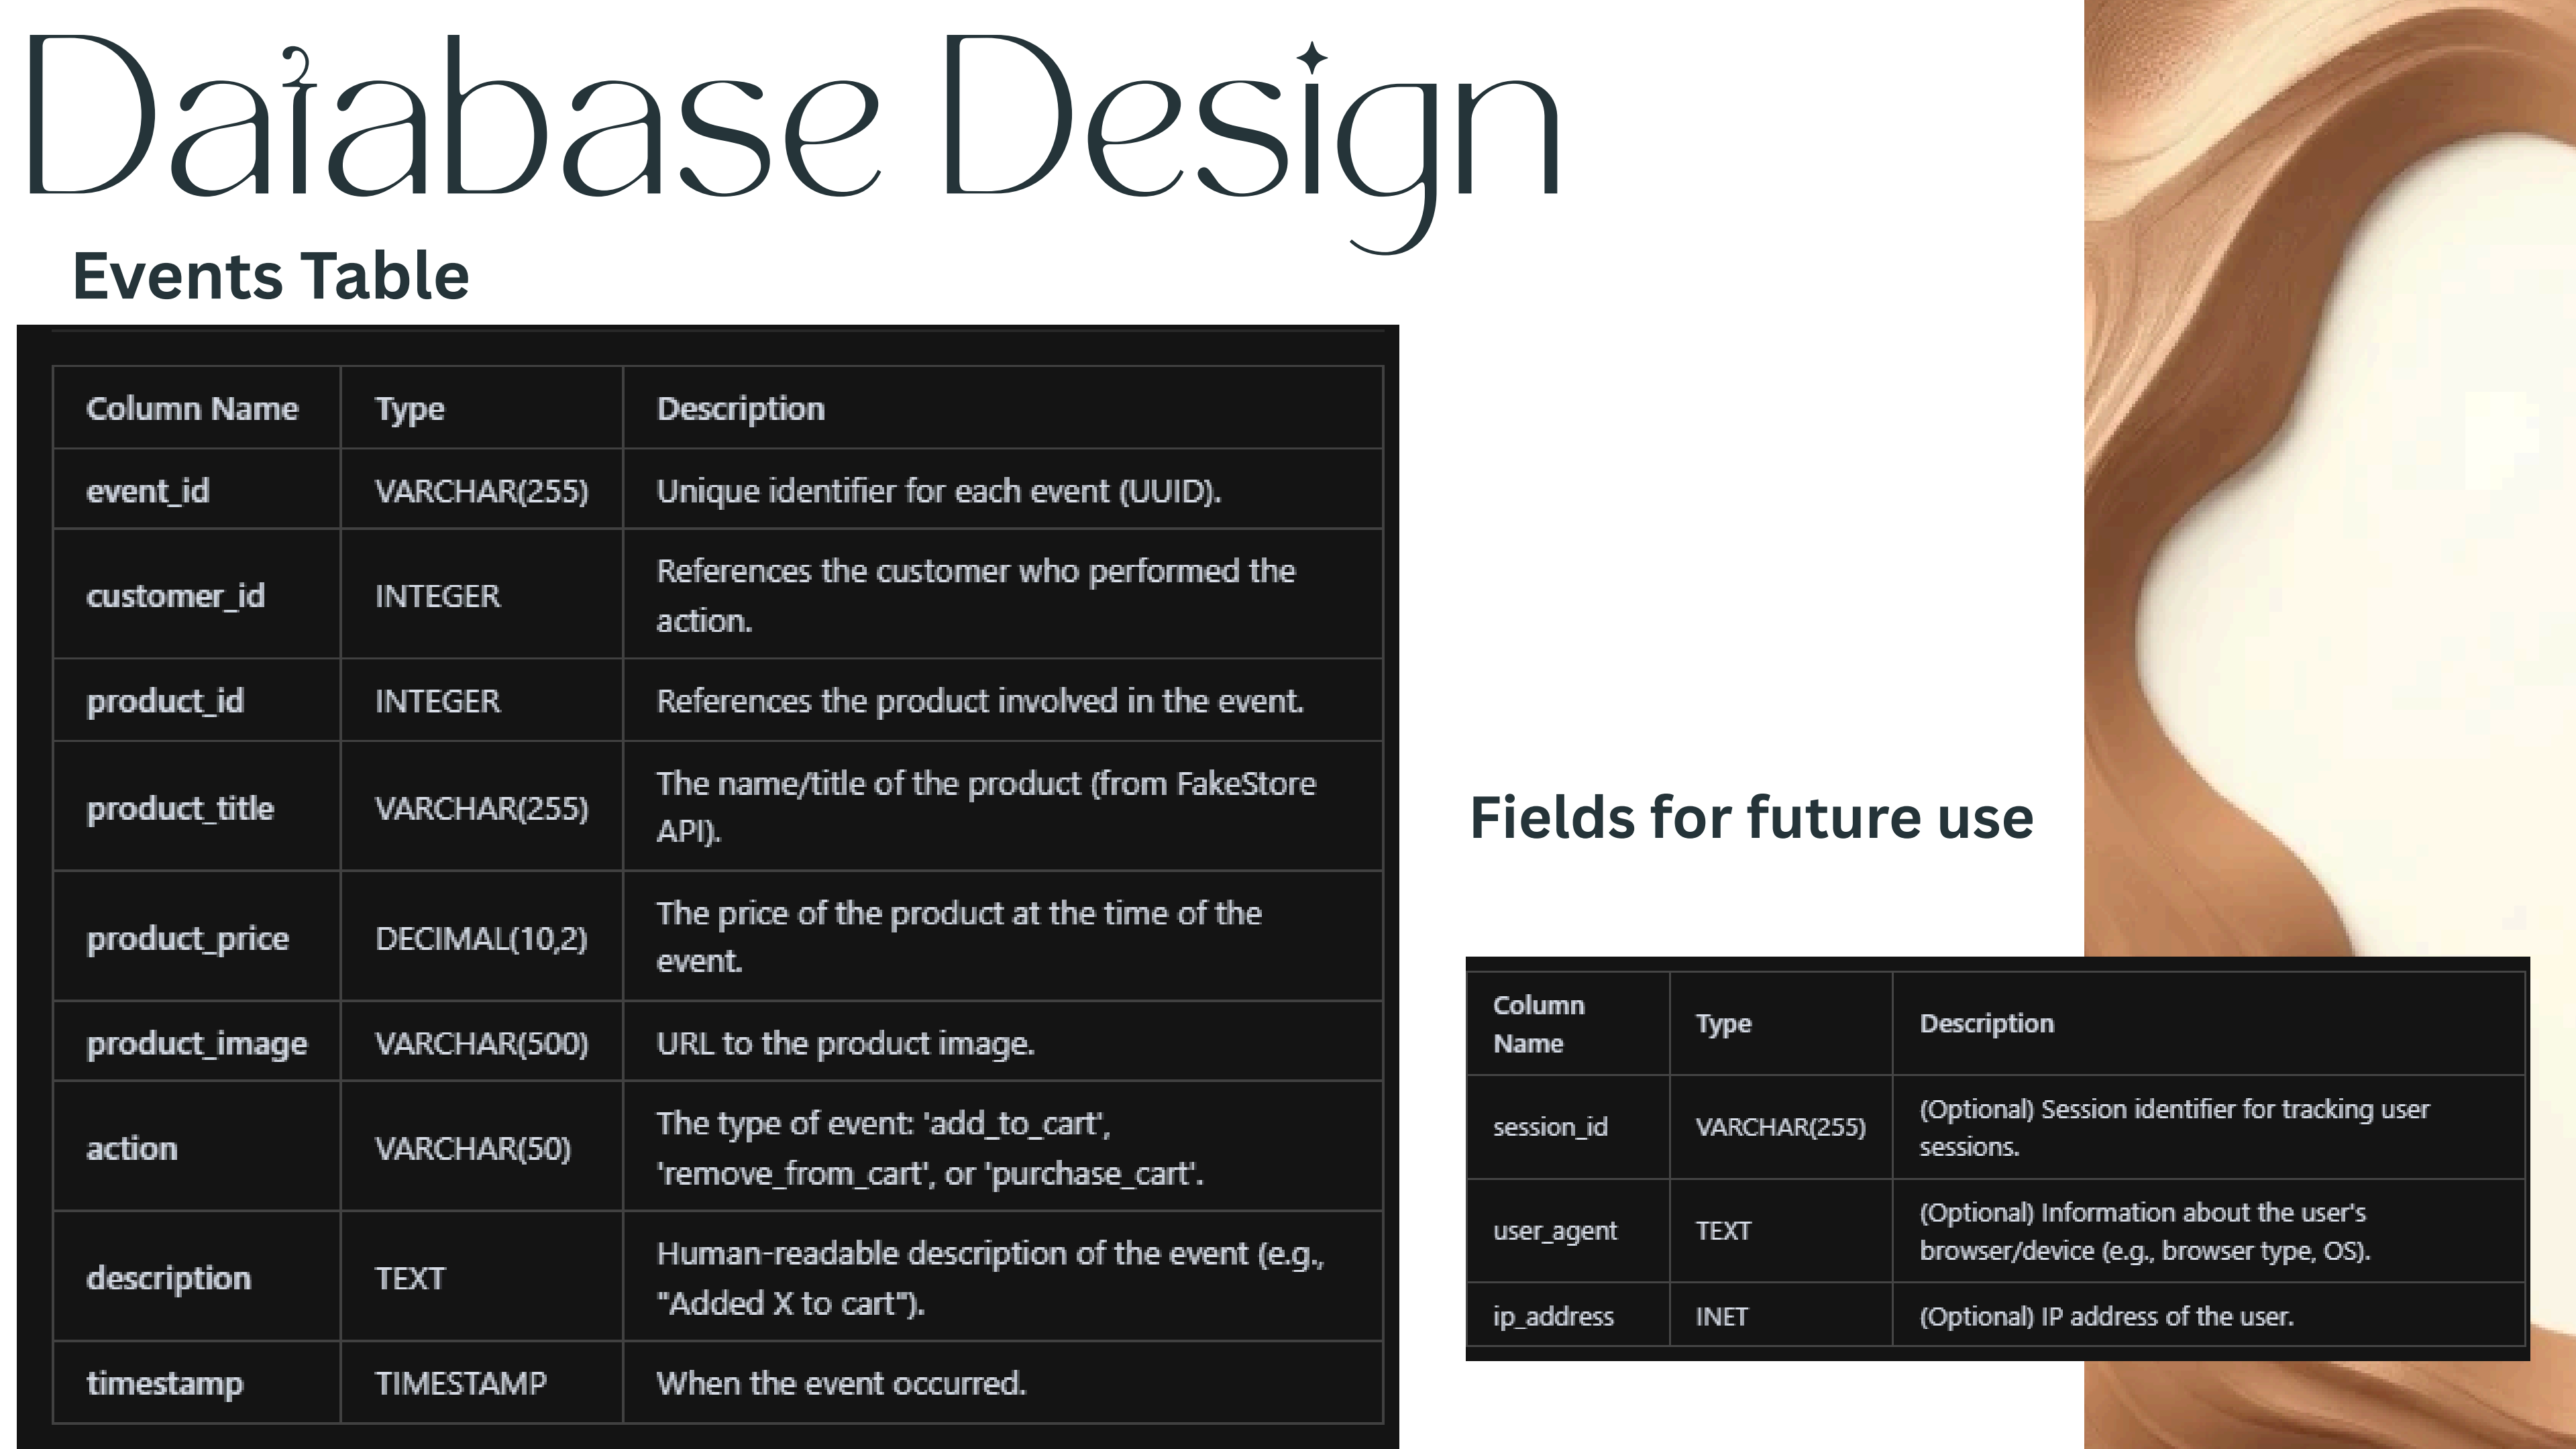 Database Design
Events Table
Column Name Type Description
event_id VARCHAR(255) Unique identifier for each event (UUID).
customer_id INTEGER References the customer who performed the
action.
product_id INTEGER References the product involved in the event.
product_title VARCHAR(255) The name/title of the product (from FakeStore
API).
product_price DECIMAL(10,2) The price of the product at the time of the
event.
product_image VARCHAR(500) URL to the product image.
action VARCHAR(50) The type of event: 'add_to_cart',
'remove_from_cart', or 'purchase_cart'.
description TEXT Human-readable description of the event (e.g.,
"Added X to cart").
timestamp TIMESTAMP When the event occurred.
Fields for future use
Column
Name Type Description
session_id VARCHAR(255) (Optional) Session identifier for tracking user
sessions.
user_agent TEXT (Optional) Information about the user's
browser/device (e.g., browser type, OS).
ip_address INET (Optional) IP address of the user.